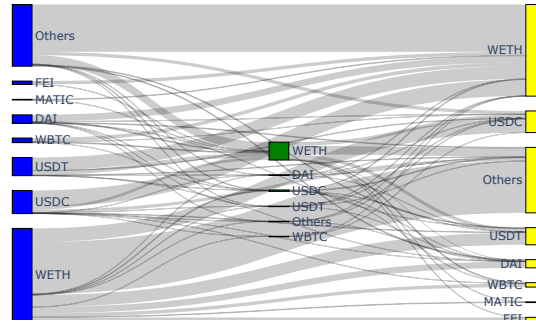 Others
FEI
MATIC
DAI
WBTC
USDT
USDC
WETH
WETH
DAI
USDC
USDT
Others
WBTC
WETH
USDC
Others
USDT
DAI
WBTC
MATIC
FEI